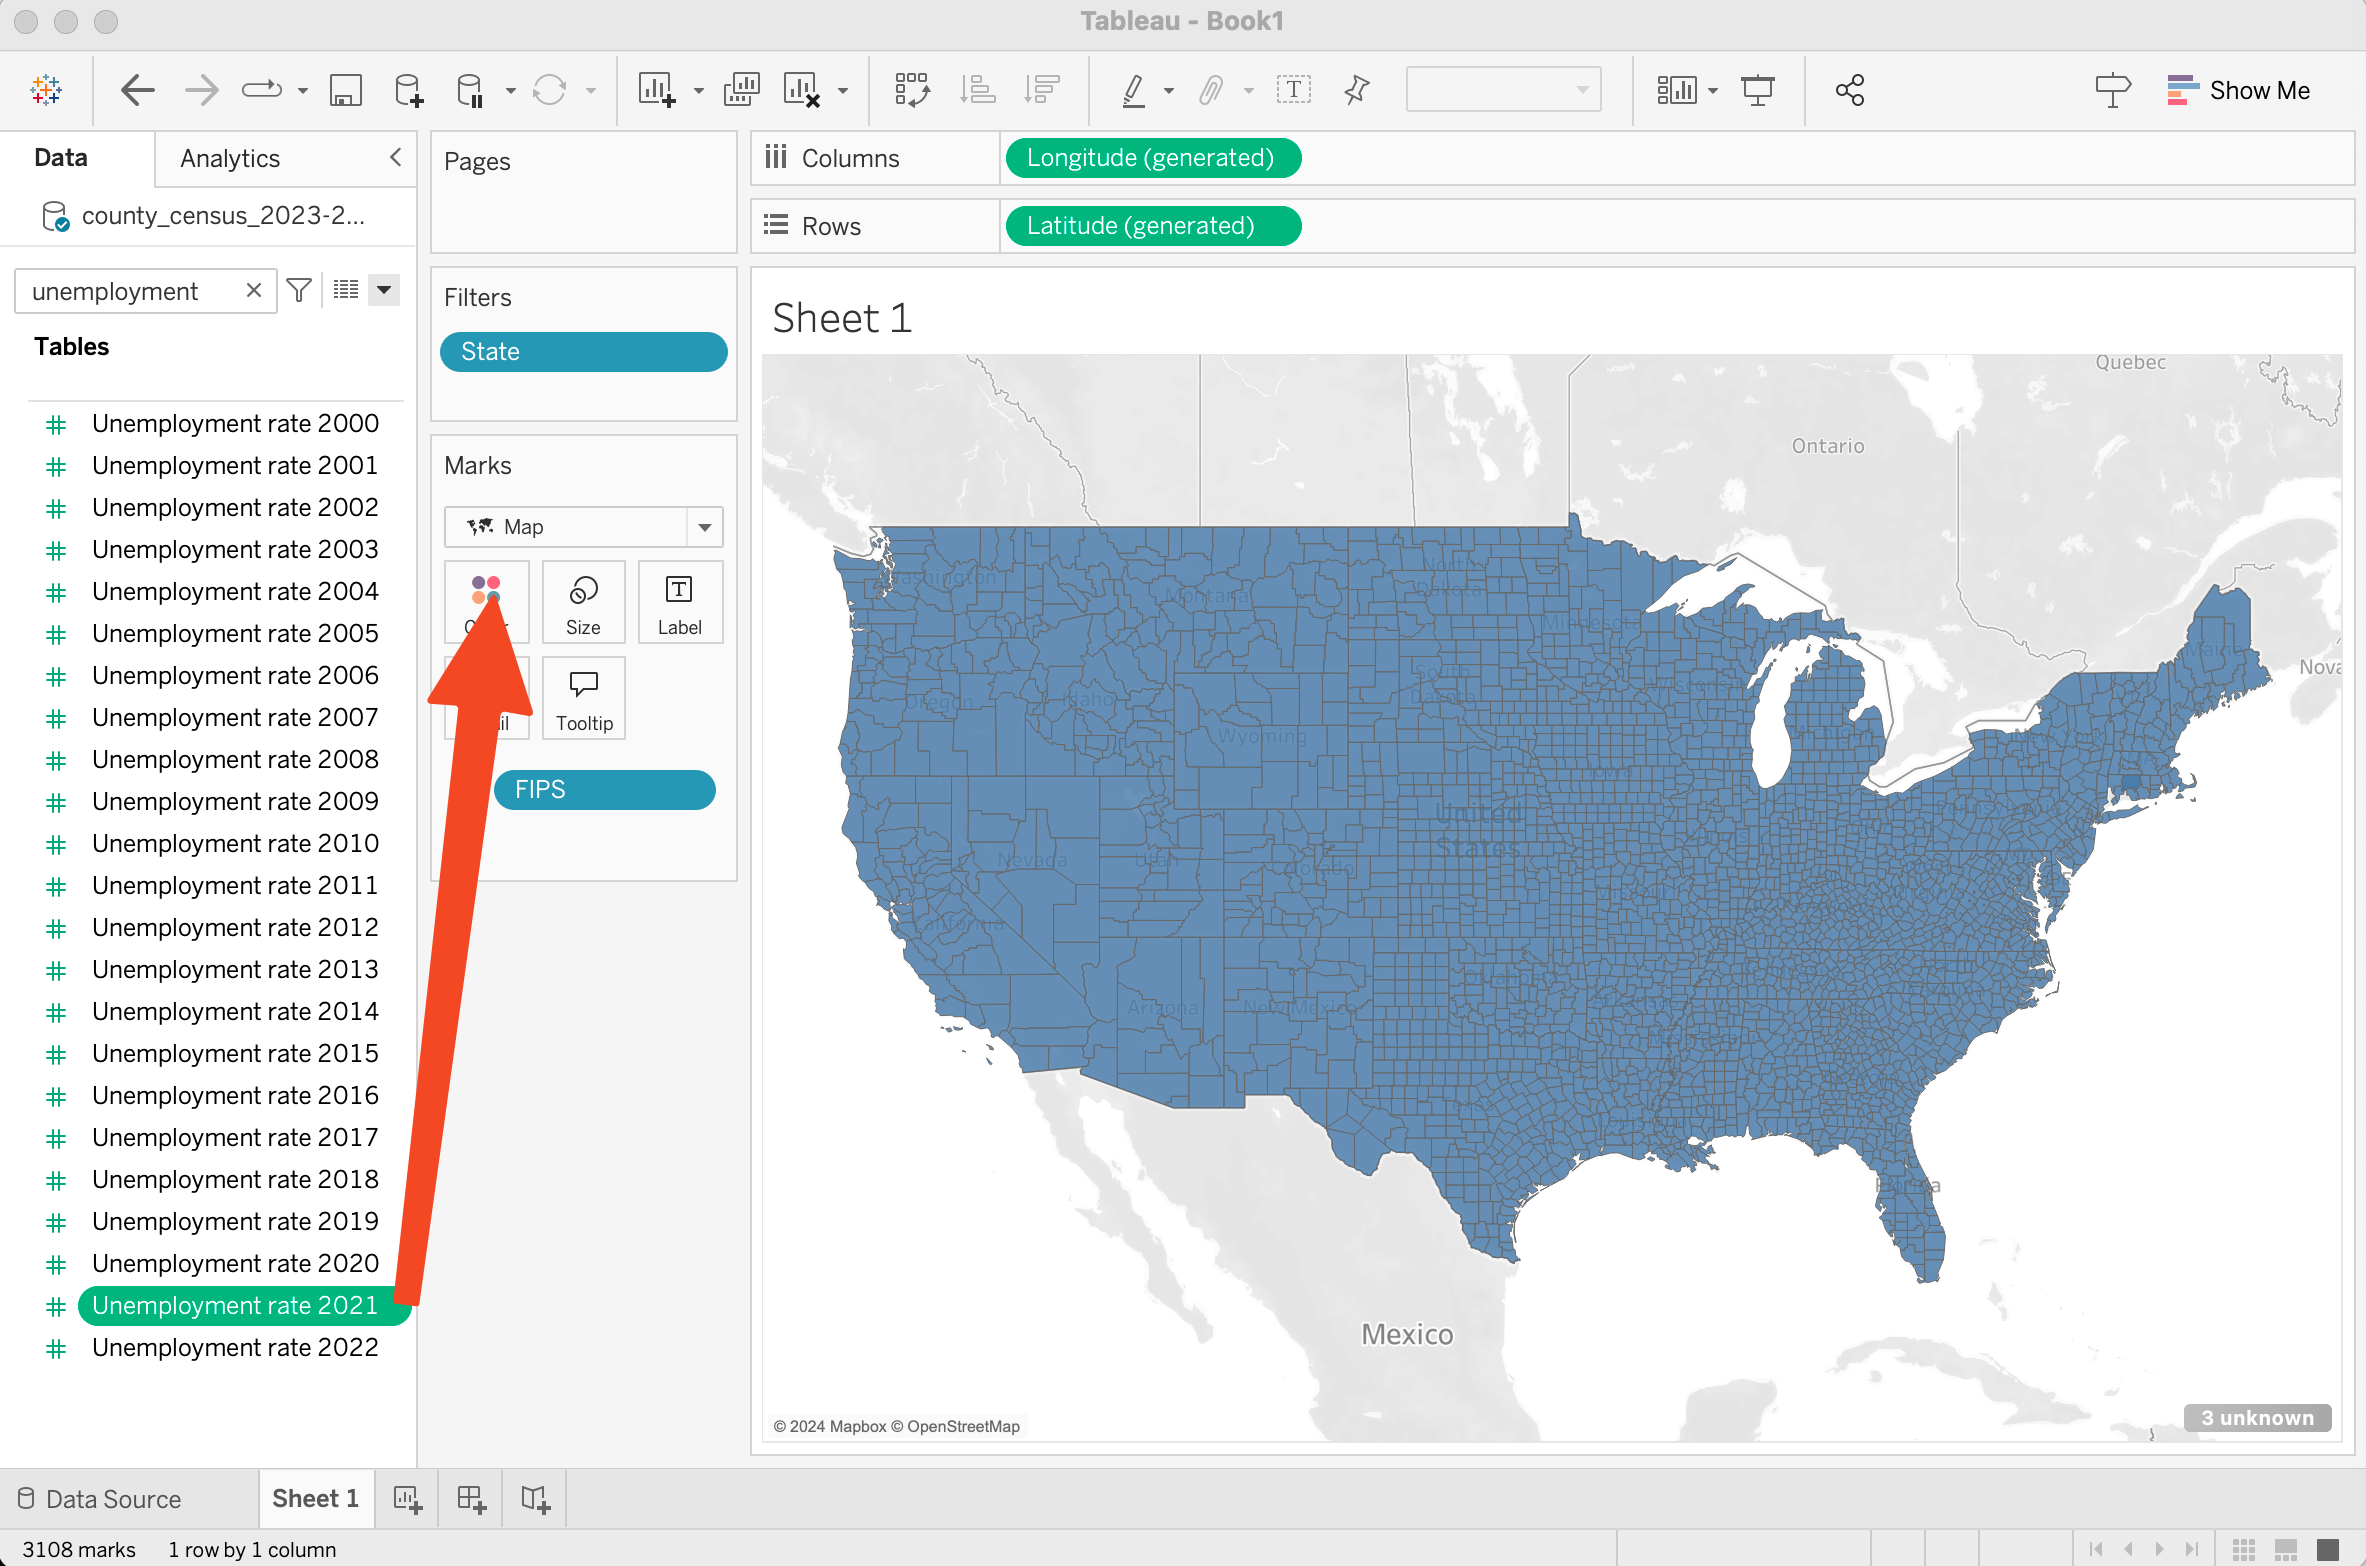 Tableau - Book1
Show Me
Data
Analytics
county_census_2023-2...
unemployment
Tables
Unemployment rate 2000
Unemployment rate 2001
Unemployment rate 2002
Unemployment rate 2003
Unemployment rate 2004
Unemployment rate 2005
Unemployment rate 2006
Unemployment rate 2007
Unemployment rate 2008
Unemployment rate 2009
Unemployment rate 2010
Unemployment rate 2011
Unemployment rate 2012
Unemployment rate 2013
Unemployment rate 2014
Unemployment rate 2015
Unemployment rate 2016
Unemployment rate 2017
Unemployment rate 2018
Unemployment rate 2019
Unemployment rate 2020
Unemployment rate 2021
Unemployment rate 2022
Pages
Filters
State
Marks
Map
Size
Label
Tooltip
FIPS
Columns
Longitude (generated)
Rows
Latitude (generated)
Sheet 1
Quebec
Ontario
Nova
Washington
Montana
North
Dakota
Minnesota
Maine
Oregon
Idaho
South
Dakota
Wisconsin
Wyoming
Michigan
Iowa
United
States
Nevada
Utah
Colorado
California
Arizona
New Mexico
Oklahoma
Texas
Florida
Mexico
© 2024 Mapbox © OpenStreetMap
3 unknown
Data Source
Sheet 1
3108 marks
1 row by 1 column